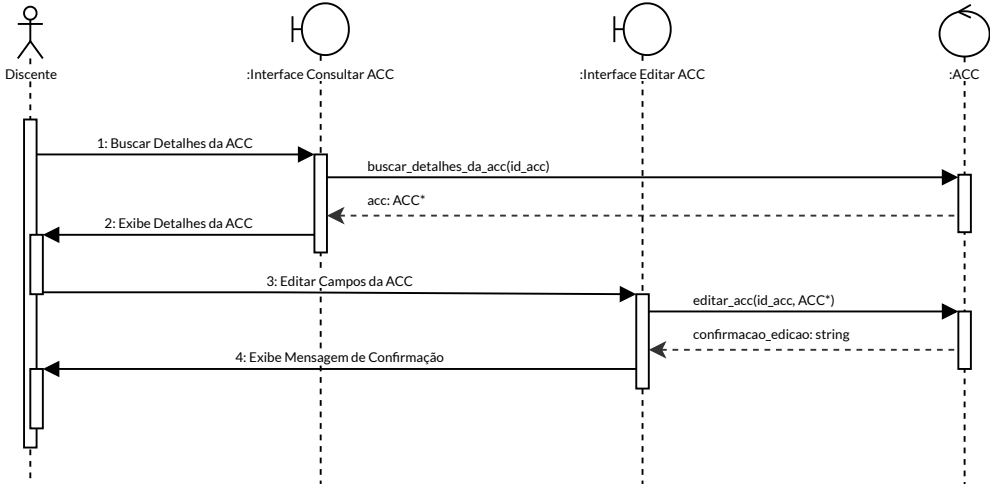 Discente
:Interface Consultar ACC
:Interface Editar ACC
:ACC
1: Buscar Detalhes da ACC
buscar_detalhes_da_acc(id_acc)
acc: ACC*
2: Exibe Detalhes da ACC
3: Editar Campos da ACC
editar_acc(id_acc, ACC*)
confirmacao_edicao: string
4: Exibe Mensagem de Confirmação